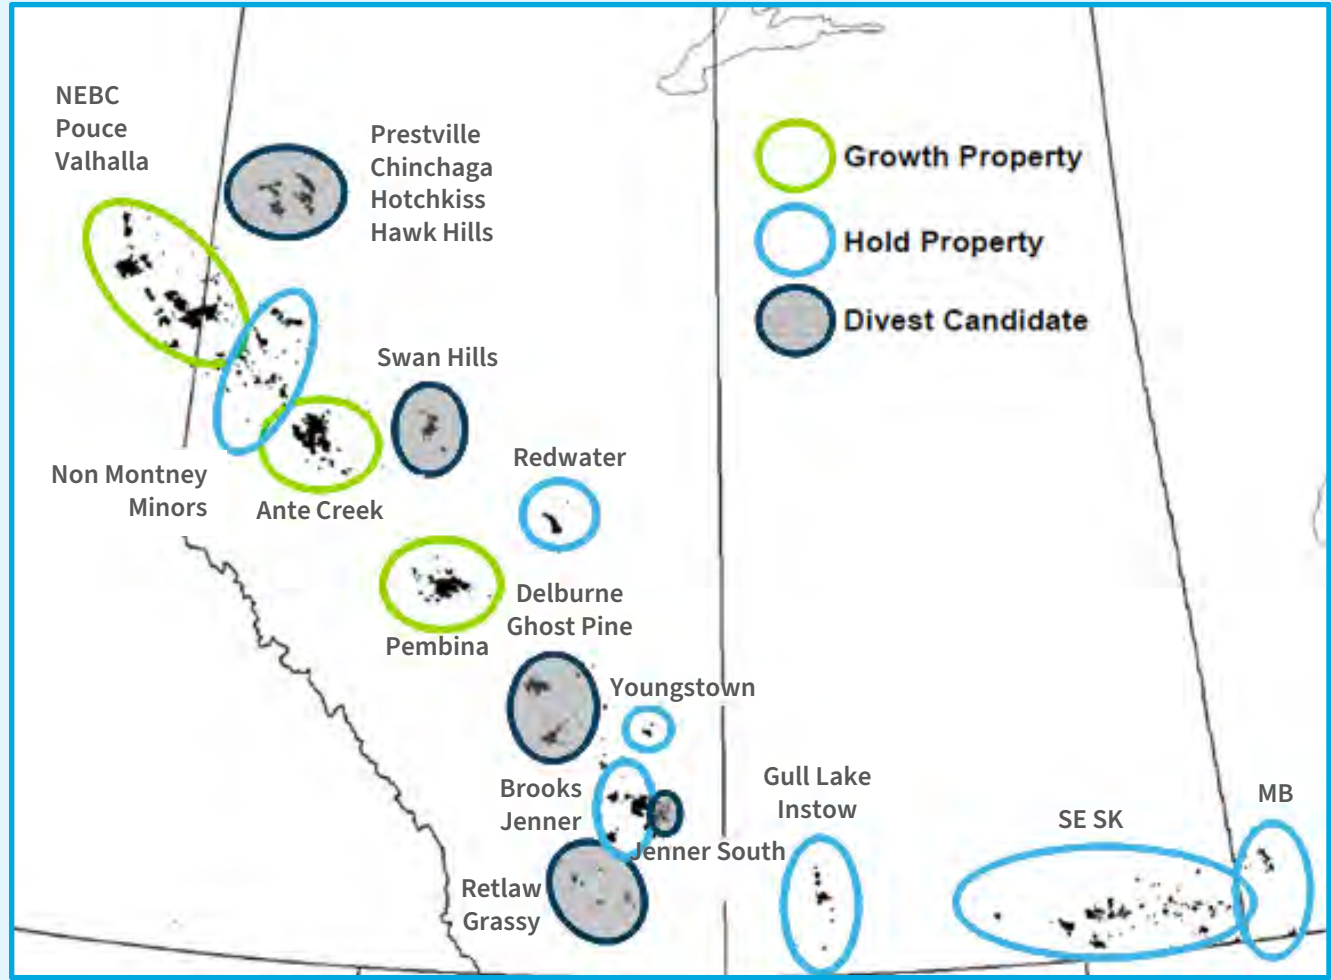 NEBC
Pouce
Valhalla
Prestville
Chinchaga
Hotchkiss
Hawk Hills
Growth Property
Hold Property
Divest Candidate
Swan Hills
Non Montney
Minors
Ante Creek
Redwater
Pembina
Delburne
Ghost Pine
Youngstown
Brooks
Jenner
Jenner South
Retlaw
Grassy
Gull Lake
Instow
SE SK
MB